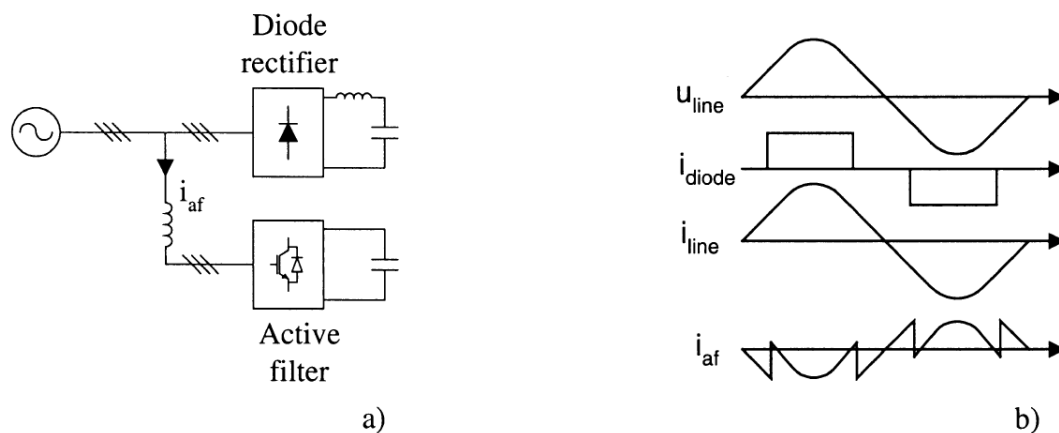 Diode
rectifier
i_af
Active
filter
a)
u_line
i_diode
i_line
i_af
b)